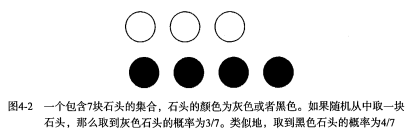 图4-2 一个包含7块石头的集合，石头的颜色为灰色或者黑色。如果随机从中取一块
石头，那么取到灰色石头的概率为3/7。类似地，取到黑色石头的概率为4/7